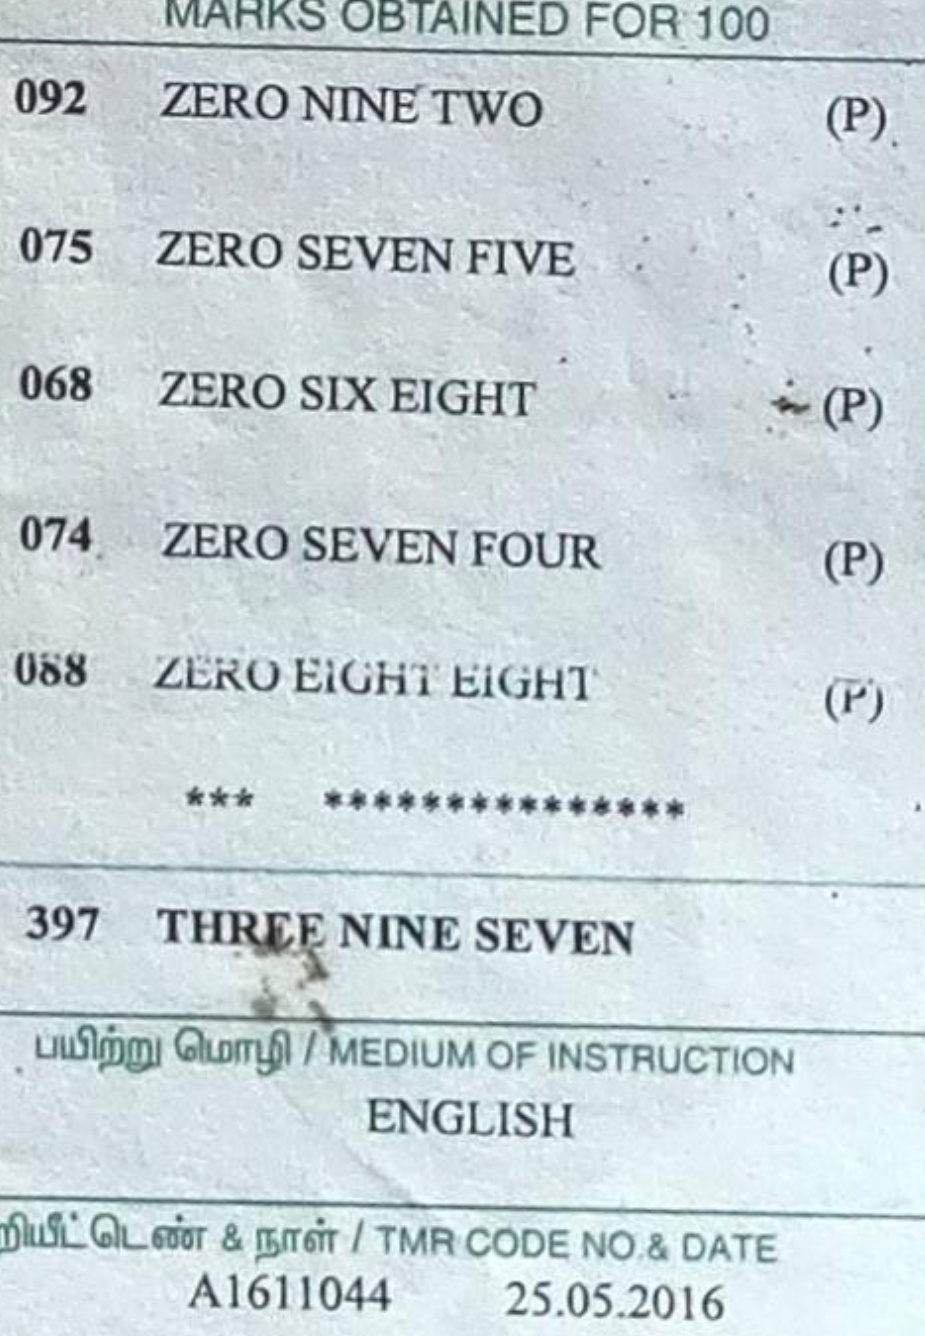 MARKS OBTAINED FOR 100
092 ZERO NINE TWO (P)
075 ZERO SEVEN FIVE (P)
068 ZERO SIX EIGHT (P)
074 ZERO SEVEN FOUR (P)
088 ZERO EIGHT EIGHT (P)
*** ***************
397 THREE NINE SEVEN
பயிற்று மொழி / MEDIUM OF INSTRUCTION
ENGLISH
றியீட்டெண் & நாள் / TMR CODE NO.& DATE
A1611044 25.05.2016